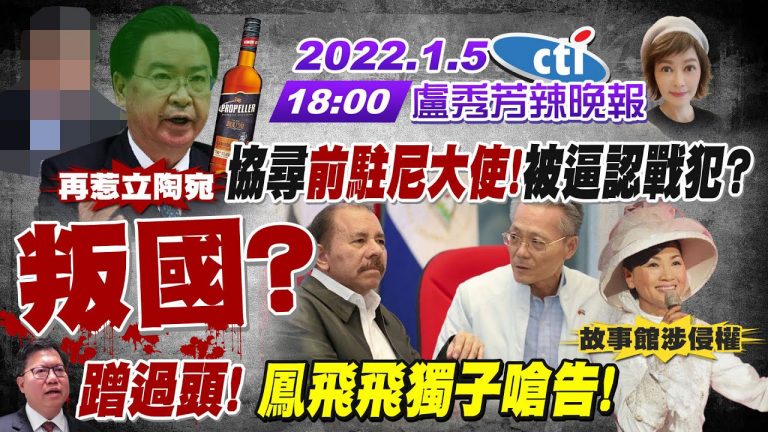 2022.1.5
cti
18:00 盧秀芳辣晚報
PROPELLER
再惹立陶宛
協尋前駐尼大使!被逼認戰犯?
叛國?
故事館涉侵權
蹭過頭!鳳飛飛獨子嗆告!